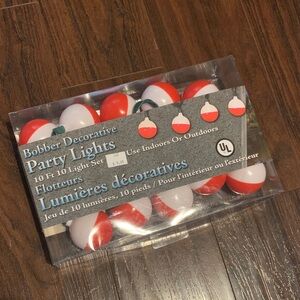 Bobber Decorative
Party Lights
10 Ft 10 Light Set
Use Indoors Or Outdoors
UL
Flotteurs
Lumières décoratives
Jeu de 10 lumières, 10 pieds / Pour l'intérieur ou l'extérieur